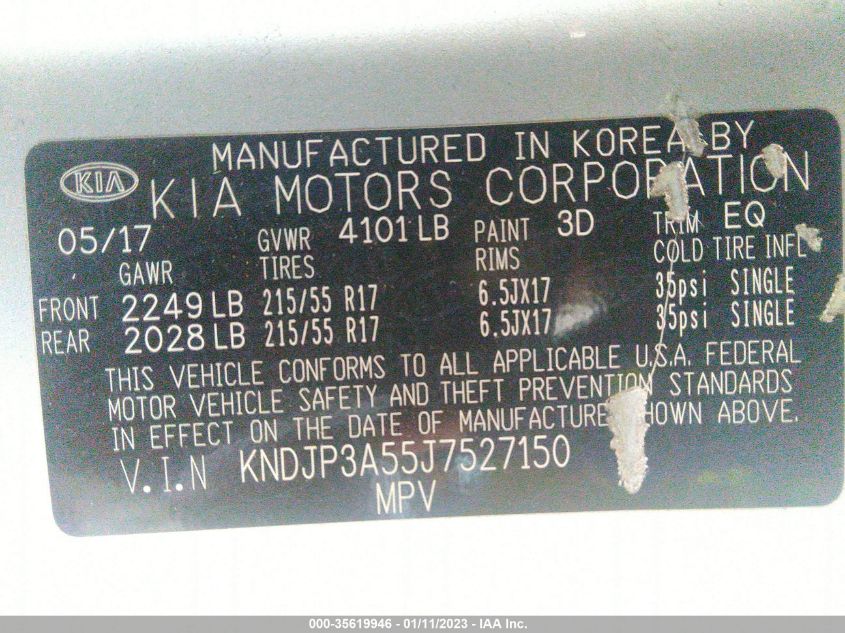 MANUFACTURED IN KOREA BY
KIA KIA MOTORS CORPORATION
05/17 GVWR 4101 LB PAINT 3D TRIM EQ
GAWR TIRES RIMS COLD TIRE INFL
FRONT 2249 LB 215/55 R17 6.5JX17 35psi SINGLE
REAR 2028 LB 215/55 R17 6.5JX17 35psi SINGLE
THIS VEHICLE CONFORMS TO ALL APPLICABLE U.S.A. FEDERAL
MOTOR VEHICLE SAFETY AND THEFT PREVENTION STANDARDS
IN EFFECT ON THE DATE OF MANUFACTURE SHOWN ABOVE.
V.I.N KNDJP3A55J7527150
MPV
000-35619946 - 01/11/2023 - IAA Inc.